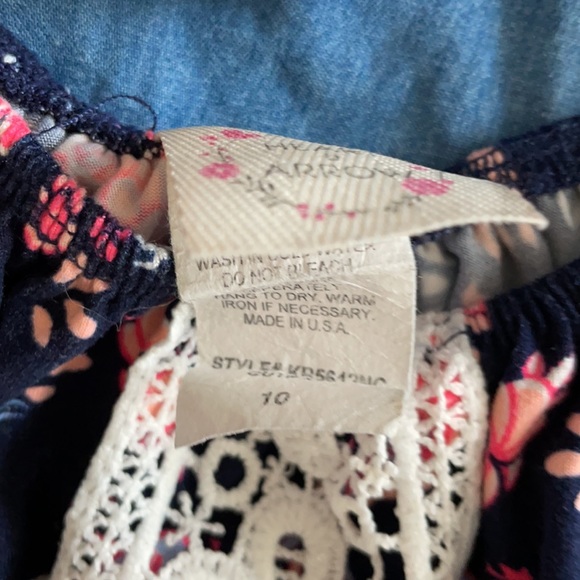 ARROW
WASH IN COLD WATER
DO NOT BLEACH
SEPERATELY
HANG TO DRY, WARM
IRON IF NECESSARY.
MADE IN U.S.A.
STYLE#
10